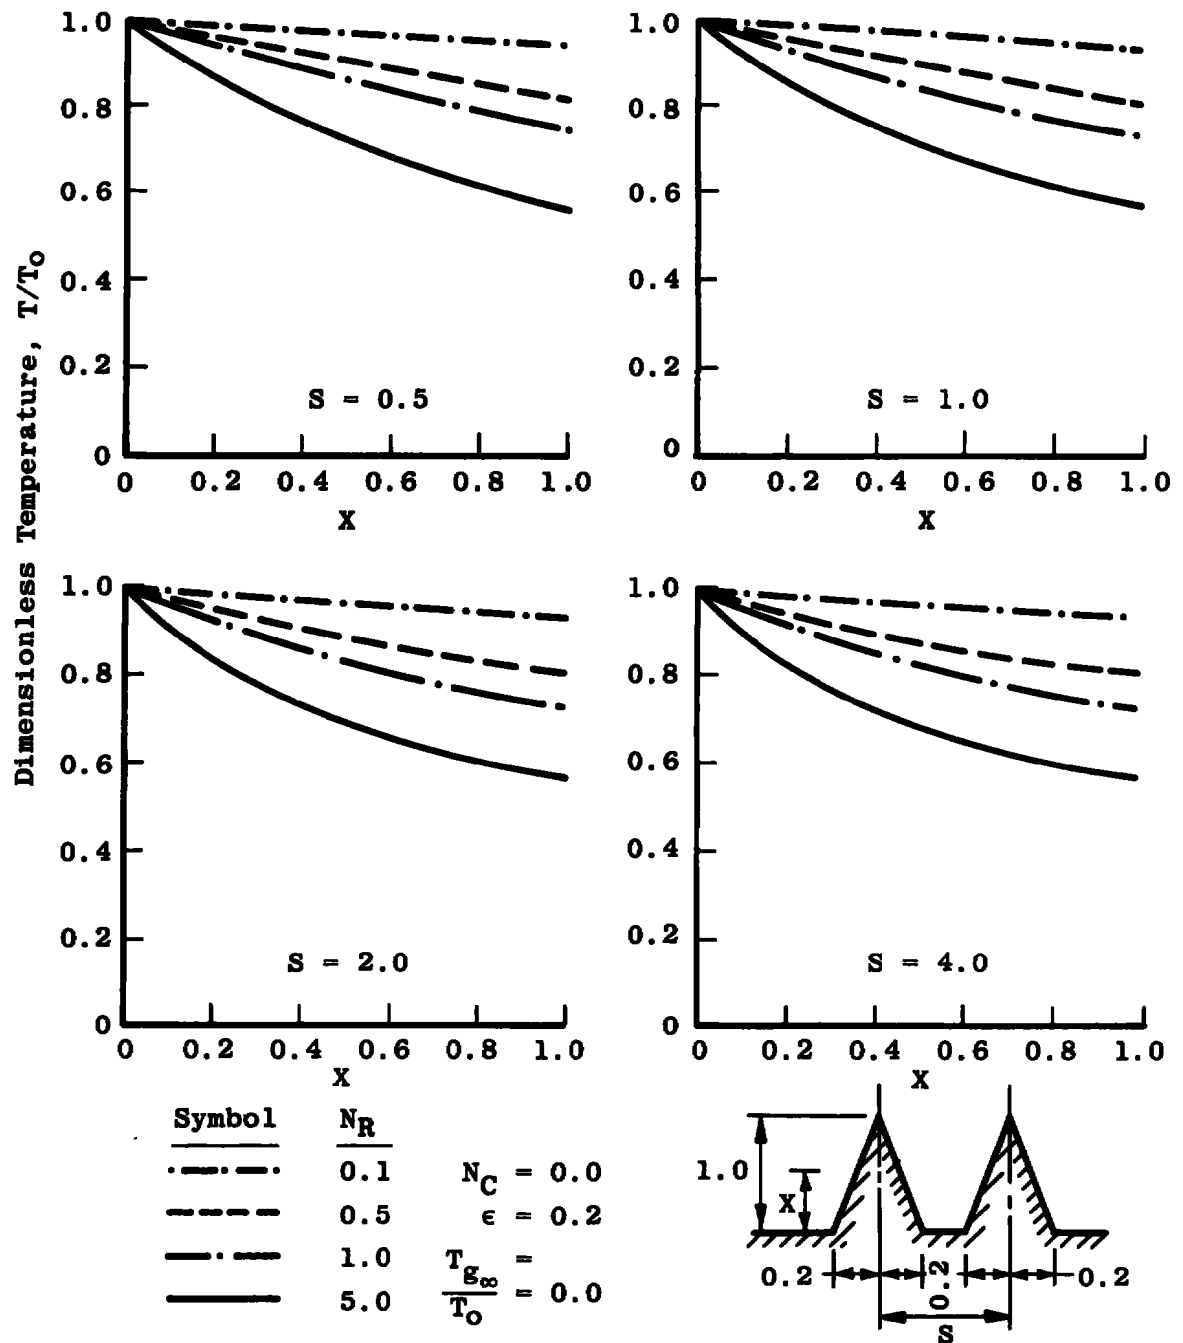 Dimensionless Temperature, T/To
1.0
0.8
0.6
0.4
0.2
0
S = 0.5
0 0.2 0.4 0.6 0.8 1.0
X
1.0
0.8
0.6
0.4
0.2
0
S = 1.0
0 0.2 0.4 0.6 0.8 1.0
X
1.0
0.8
0.6
0.4
0.2
0
S = 2.0
0 0.2 0.4 0.6 0.8 1.0
X
1.0
0.8
0.6
0.4
0.2
0
S = 4.0
0 0.2 0.4 0.6 0.8 1.0
X
Symbol NR
0.1
0.5
1.0
5.0
NC = 0.0
ϵ = 0.2
Tg∞ =
To = 0.0
1.0
X
0.2 0.2 0.2
S